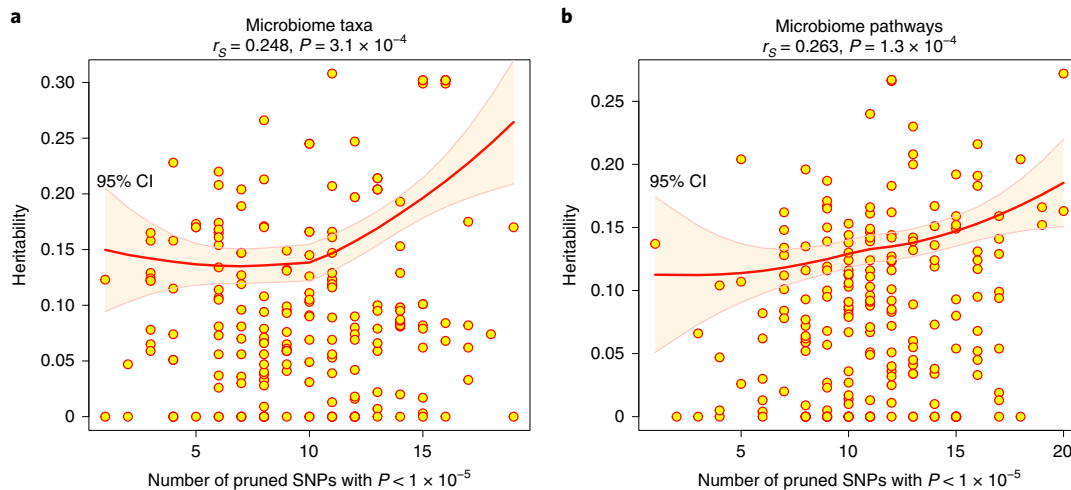 a
Microbiome taxa
rS = 0.248, P = 3.1 × 10⁻⁴
0.30
0.25
0.20
0.15
0.10
0.05
0
Heritability
95% CI
5
10
15
Number of pruned SNPs with P < 1 × 10⁻⁵
b
Microbiome pathways
rS = 0.263, P = 1.3 × 10⁻⁴
0.25
0.20
0.15
0.10
0.05
0
Heritability
95% CI
5
10
15
20
Number of pruned SNPs with P < 1 × 10⁻⁵